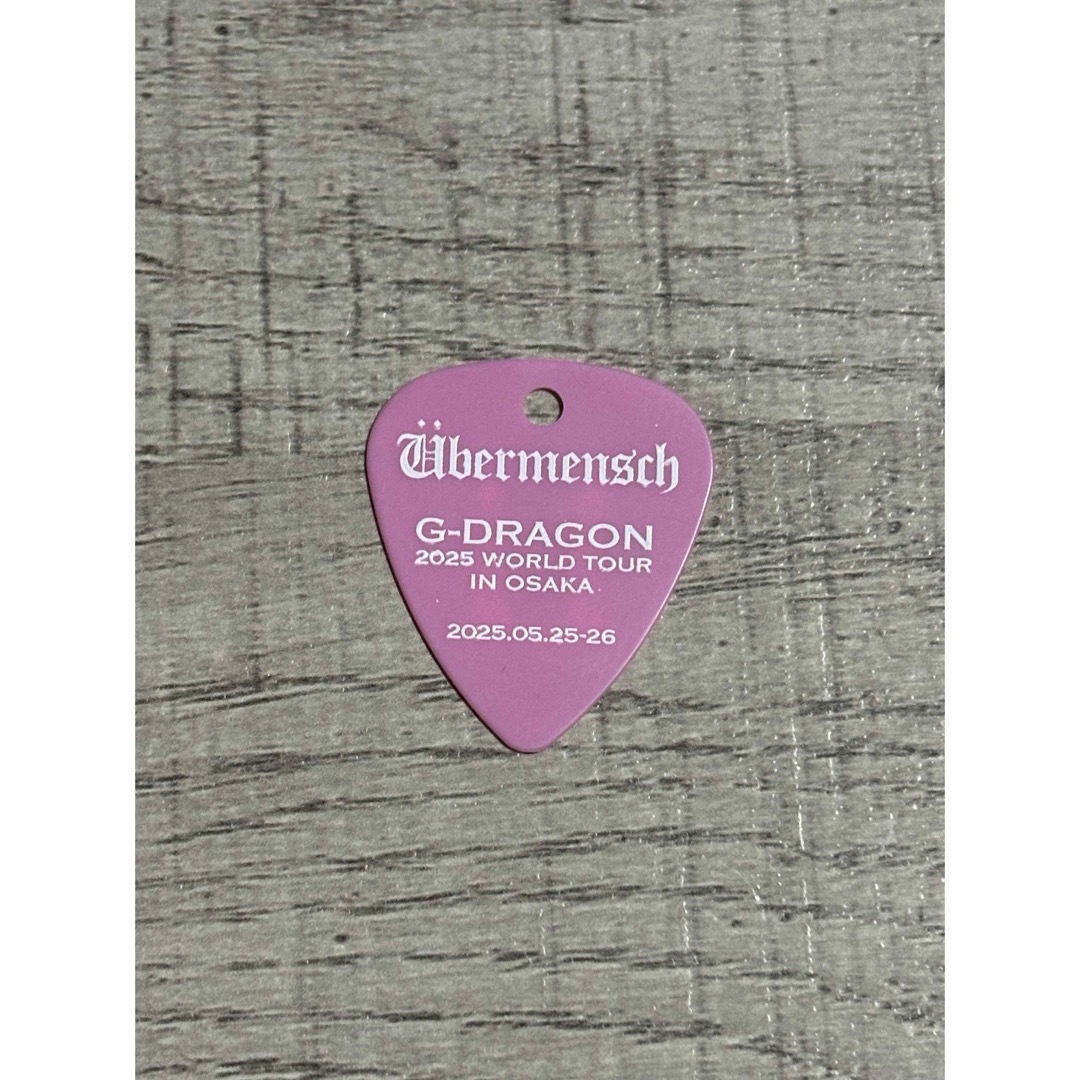 Übermensch
G-DRAGON
2025 WORLD TOUR
IN OSAKA
2025.05.25-26